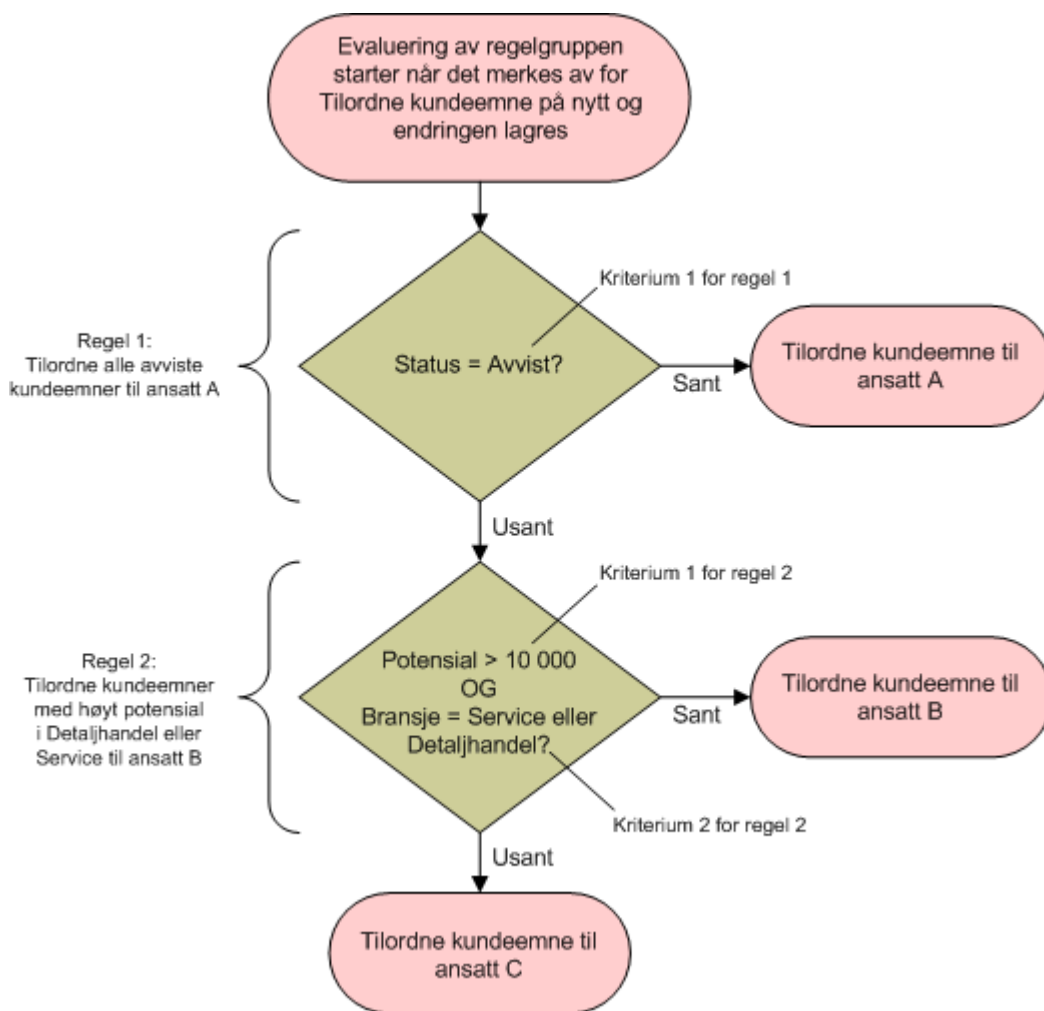 Evaluering av regelgruppen
starter når det merkes av for
Tilordne kundeemne på nytt og
endringen lagres
Kriterium 1 for regel 1
Regel 1:
Tilordne alle avviste
kundeemner til ansatt A
Status = Avvist?
Sant
Tilordne kundeemne til
ansatt A
Usant
Kriterium 1 for regel 2
Regel 2:
Tilordne kundeemner
med høyt potensial
i Detaljhandel eller
Service til ansatt B
Potensial > 10 000
OG
Bransje = Service eller
Detaljhandel?
Sant
Tilordne kundeemne til
ansatt B
Kriterium 2 for regel 2
Usant
Tilordne kundeemne til
ansatt C